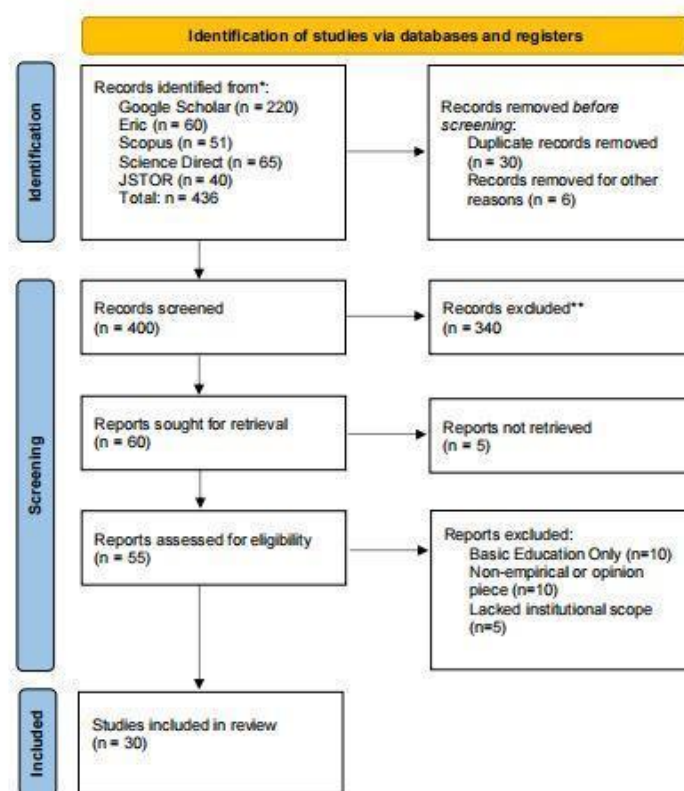 Identification of studies via databases and registers
Identification
Records identified from*:
Google Scholar (n = 220)
Eric (n = 60)
Scopus (n = 51)
Science Direct (n = 65)
JSTOR (n = 40)
Total: n = 436
Records removed before
screening:
Duplicate records removed
(n = 30)
Records removed for other
reasons (n = 6)
Screening
Records screened
(n = 400)
Records excluded**
(n = 340
Reports sought for retrieval
(n = 60)
Reports not retrieved
(n = 5)
Reports assessed for eligibility
(n = 55)
Reports excluded:
Basic Education Only (n=10)
Non-empirical or opinion
piece (n=10)
Lacked institutional scope
(n=5)
Included
Studies included in review
(n = 30)